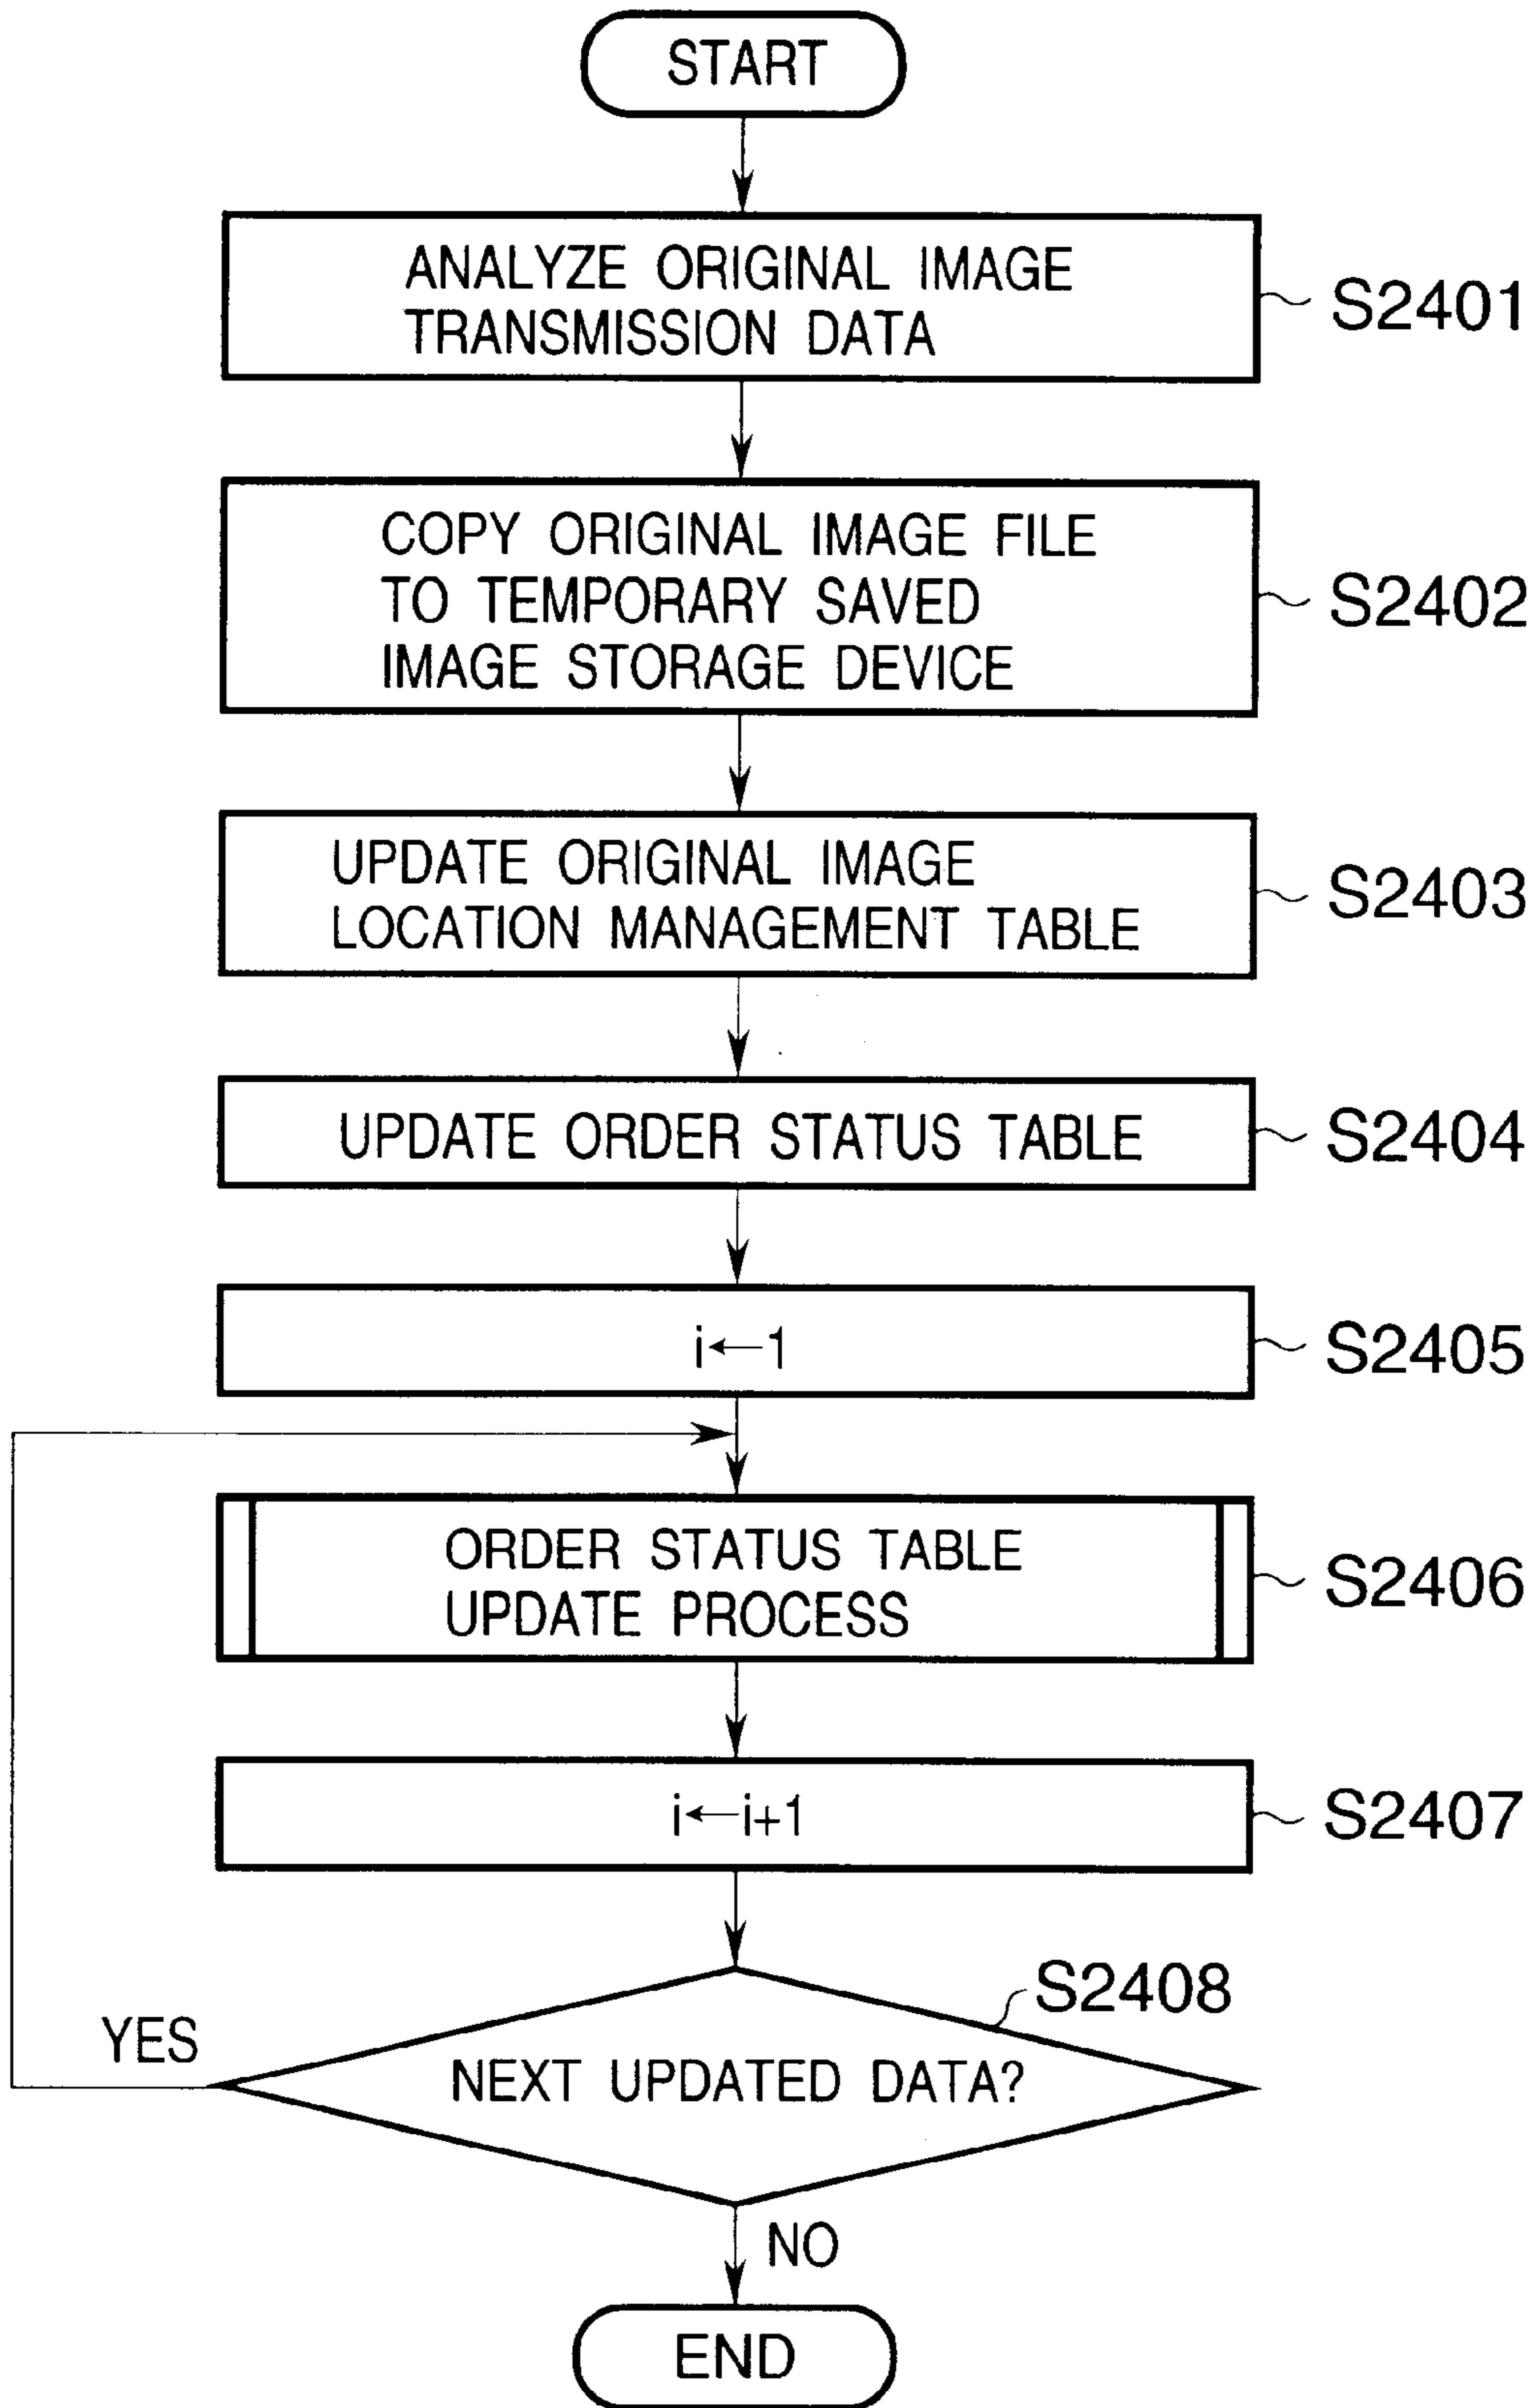 START
ANALYZE ORIGINAL IMAGE
TRANSMISSION DATA
S2401
COPY ORIGINAL IMAGE FILE
TO TEMPORARY SAVED
IMAGE STORAGE DEVICE
S2402
UPDATE ORIGINAL IMAGE
LOCATION MANAGEMENT TABLE
S2403
UPDATE ORDER STATUS TABLE
S2404
i←1
S2405
ORDER STATUS TABLE
UPDATE PROCESS
S2406
i←i+1
S2407
S2408
YES
NEXT UPDATED DATA?
NO
END